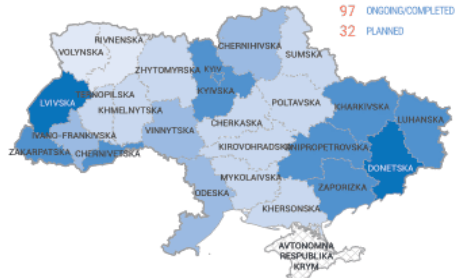 97 ONGOING/COMPLETED
32 PLANNED
RIVNENSKA
VOLYNSKA
CHERNIHIVSKA
SUMSKA
ZHYTOMYRSKA
KYIV
KYIVSKA
LVIVSKA
TERNOPILSKA
KHMELNYTSKA
POLTAVSKA
KHARKIVSKA
LUHANSKA
CHERKASKA
VINNYTSKA
IVANO-FRANKIVSKA
ZAKARPATSKA
CHERNIVETSKA
KIROVOHRADSKA
DNIPROPETROVSKA
DONETSKA
MYKOLAIVSKA
ZAPORIZKA
ODESKA
KHERSONSKA
AVTONOMNA
RESPUBLIKA
KRYM